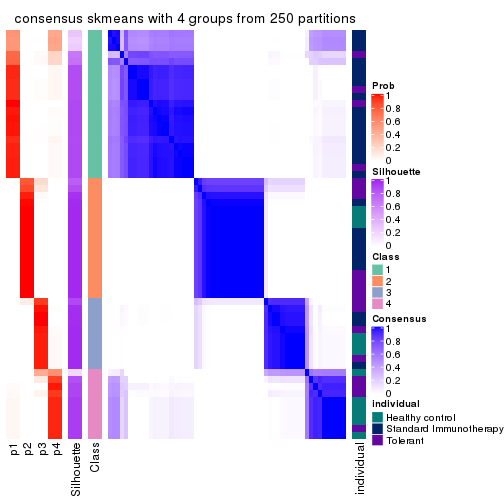 consensus skmeans with 4 groups from 250 partitions
Prob
1
0.8
0.6
0.4
0.2
0
Silhouette
1
0.8
0.6
0.4
0.2
0
Class
1
2
3
4
Consensus
1
0.8
0.6
0.4
0.2
0
individual
Healthy control
Standard Immunotherapy
Tolerant
p1
p2
p3
p4
Silhouette
Class
individual